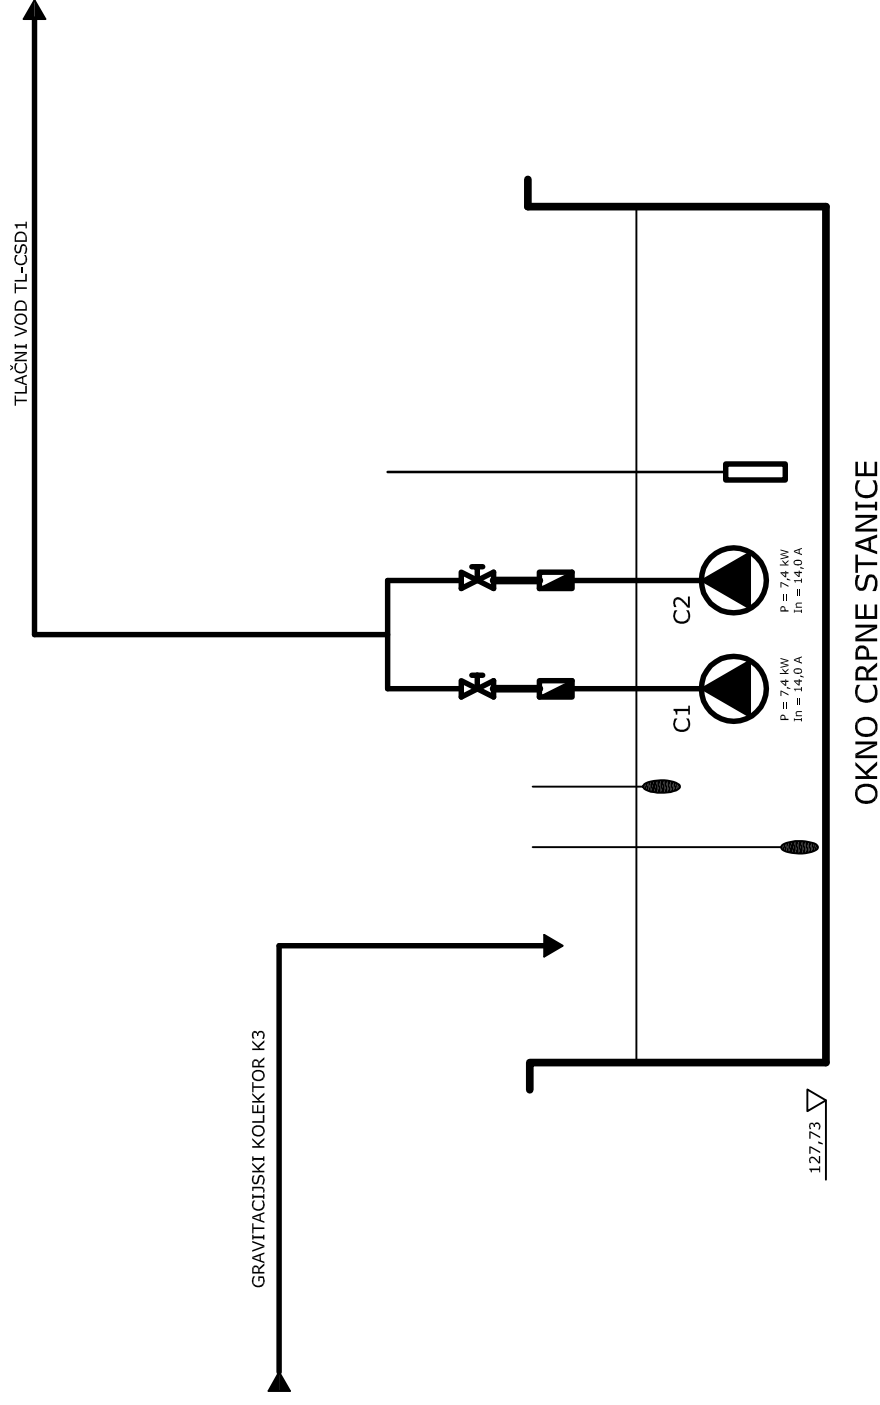 TLAČNI VOD TL-CSD1
GRAVITACIJSKI KOLEKTOR K3
C1
P = 7,4 kW
In = 14,0 A
C2
P = 7,4 kW
In = 14,0 A
127,73
OKNO CRPNE STANICE